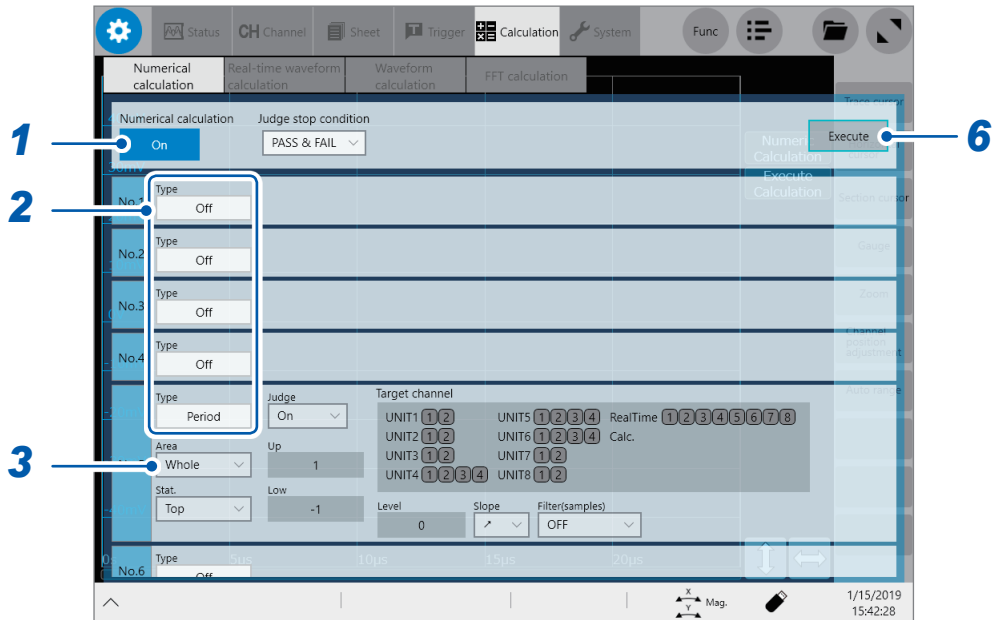 Status
CH Channel
Sheet
Trigger
Calculation
System
Func
Numerical
calculation
Real-time waveform
calculation
Waveform
calculation
FFT calculation
Trace cursor
Numerical calculation
Judge stop condition
1
On
PASS & FAIL
Execute
6
cursor
Calculation
Execute
Calculation
2
No.1
Type
Off
Section cursor
No.2
Type
Off
Gauge
No.3
Type
Off
Zoom
No.4
Type
Off
Channel
position
adjustment
Auto range
Type
Period
Judge
On
Target channel
UNIT1 1 2
UNIT5 1 2 3 4
RealTime 1 2 3 4 5 6 7 8
UNIT2 1 2
UNIT6 1 2 3 4
Calc.
UNIT3 1 2
UNIT7 1 2
UNIT4 1 2 3 4
UNIT8 1 2
3
Area
Whole
Up
1
Stat.
Top
Low
-1
Level
0
Slope
Filter(samples)
OFF
5us
10μs
15μs
20μs
No.6
Type
Off
X
Y
Mag.
1/15/2019
15:42:28